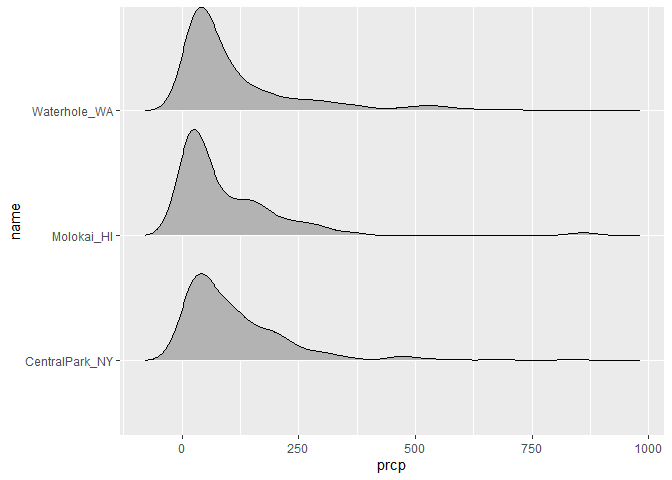 Waterhole_WA
Molokai_HI
CentralPark_NY
name
0 250 500 750 1000
prcp